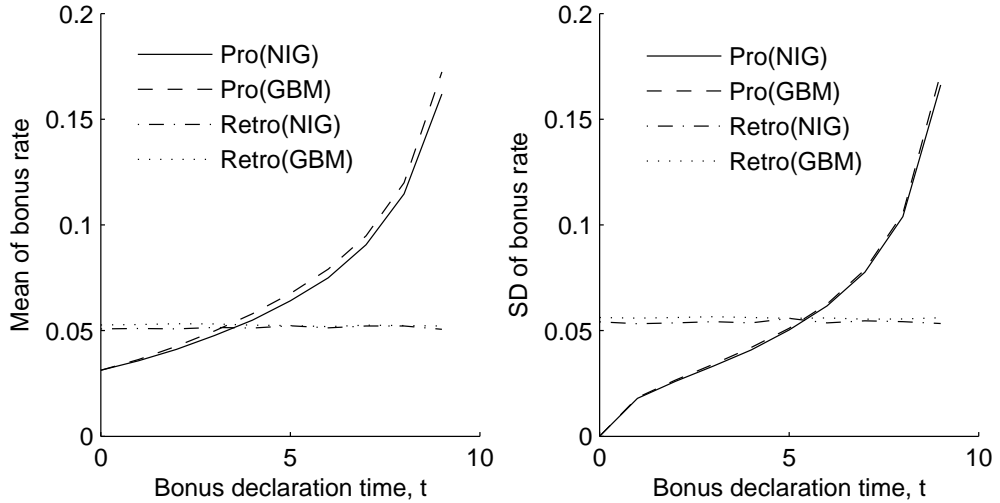 0.2
0.15
0.1
0.05
0
Mean of bonus rate
Pro(NIG)
Pro(GBM)
Retro(NIG)
Retro(GBM)
0
5
10
Bonus declaration time, t
0.2
0.15
0.1
0.05
0
SD of bonus rate
Pro(NIG)
Pro(GBM)
Retro(NIG)
Retro(GBM)
0
5
10
Bonus declaration time, t